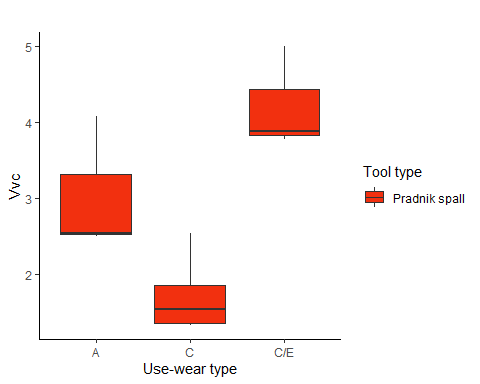 5
4
3
2
Vvc
A C C/E
Use-wear type
Tool type
Pradnik spall